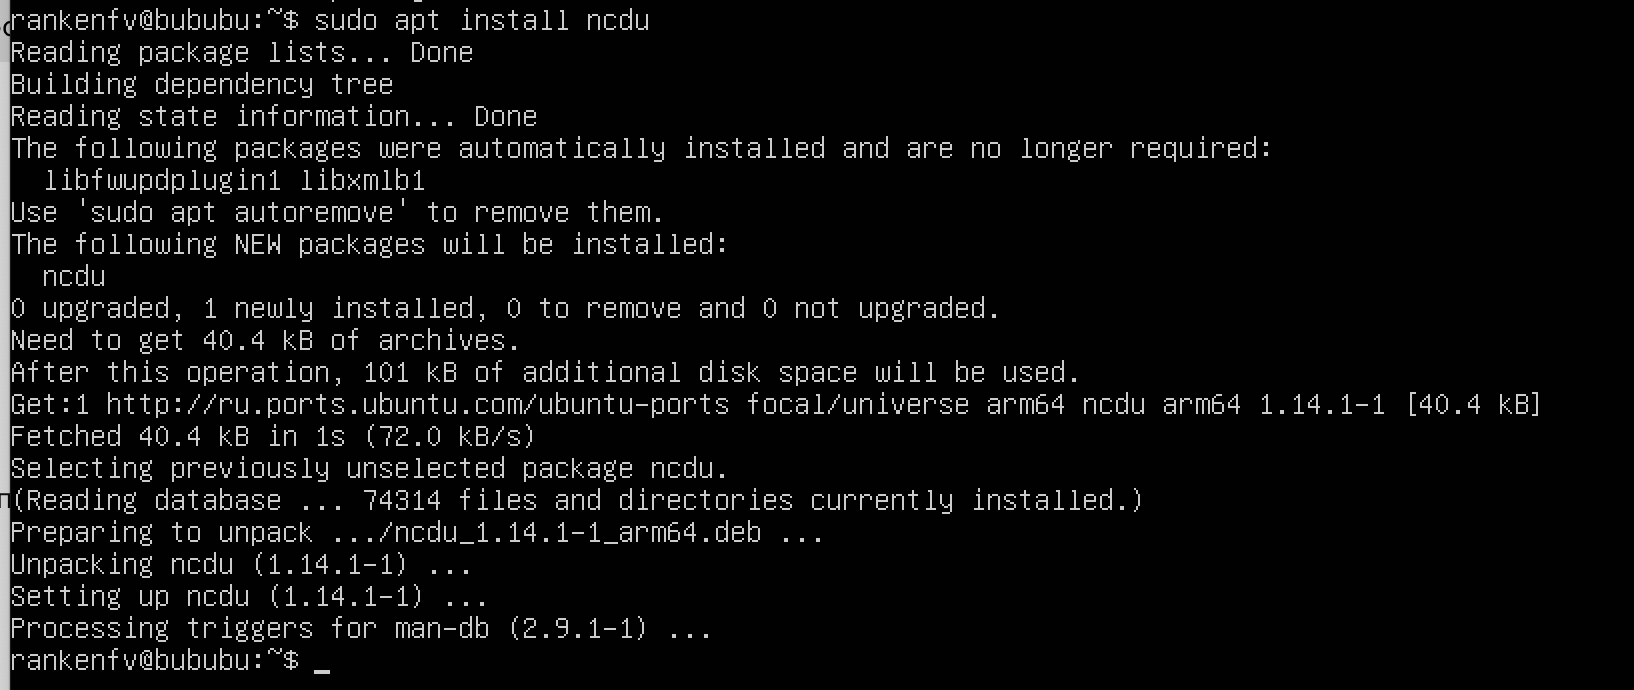 rankenfv@bububu:~$ sudo apt install ncdu
Reading package lists... Done
Building dependency tree
Reading state information... Done
The following packages were automatically installed and are no longer required:
  libfwupdplugin1 libxmlb1
Use 'sudo apt autoremove' to remove them.
The following NEW packages will be installed:
  ncdu
0 upgraded, 1 newly installed, 0 to remove and 0 not upgraded.
Need to get 40.4 kB of archives.
After this operation, 101 kB of additional disk space will be used.
Get:1 http://ru.ports.ubuntu.com/ubuntu-ports focal/universe arm64 ncdu arm64 1.14.1-1 [40.4 kB]
Fetched 40.4 kB in 1s (72.0 kB/s)
Selecting previously unselected package ncdu.
(Reading database ... 74314 files and directories currently installed.)
Preparing to unpack .../ncdu_1.14.1-1_arm64.deb ...
Unpacking ncdu (1.14.1-1) ...
Setting up ncdu (1.14.1-1) ...
Processing triggers for man-db (2.9.1-1) ...
rankenfv@bububu:~$ _